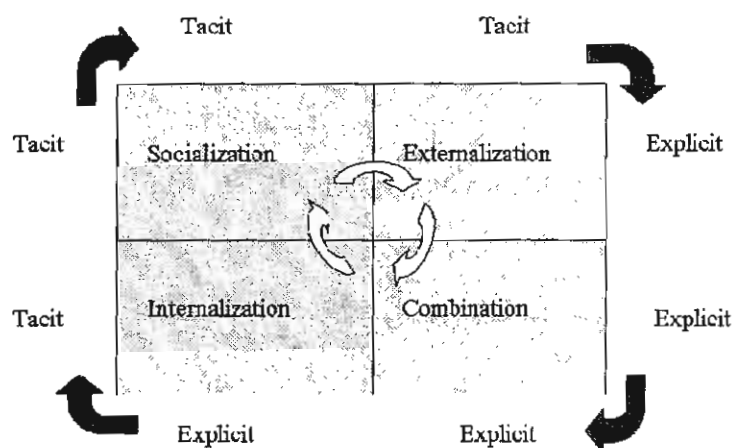 Tacit Tacit
Tacit Socialization Externalization Explicit
Tacit Internalization Combination Explicit
Explicit Explicit